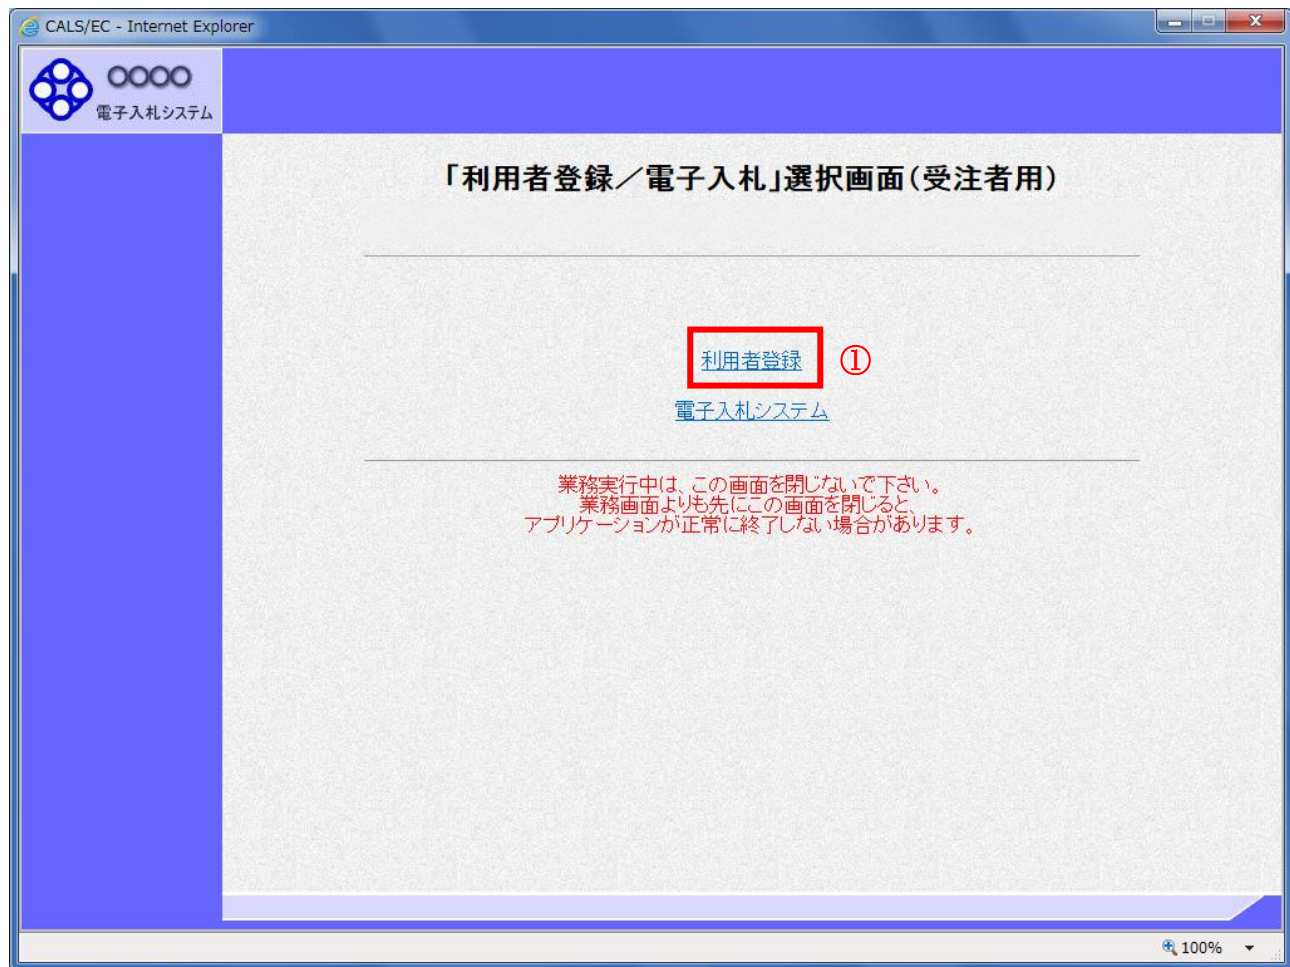 CALS/EC - Internet Explorer
○○○○
電子入札システム
「利用者登録／電子入札」選択画面（受注者用）
利用者登録 ①
電子入札システム
業務実行中は、この画面を閉じないで下さい。
業務画面よりも先にこの画面を閉じると、
アプリケーションが正常に終了しない場合があります。
100%